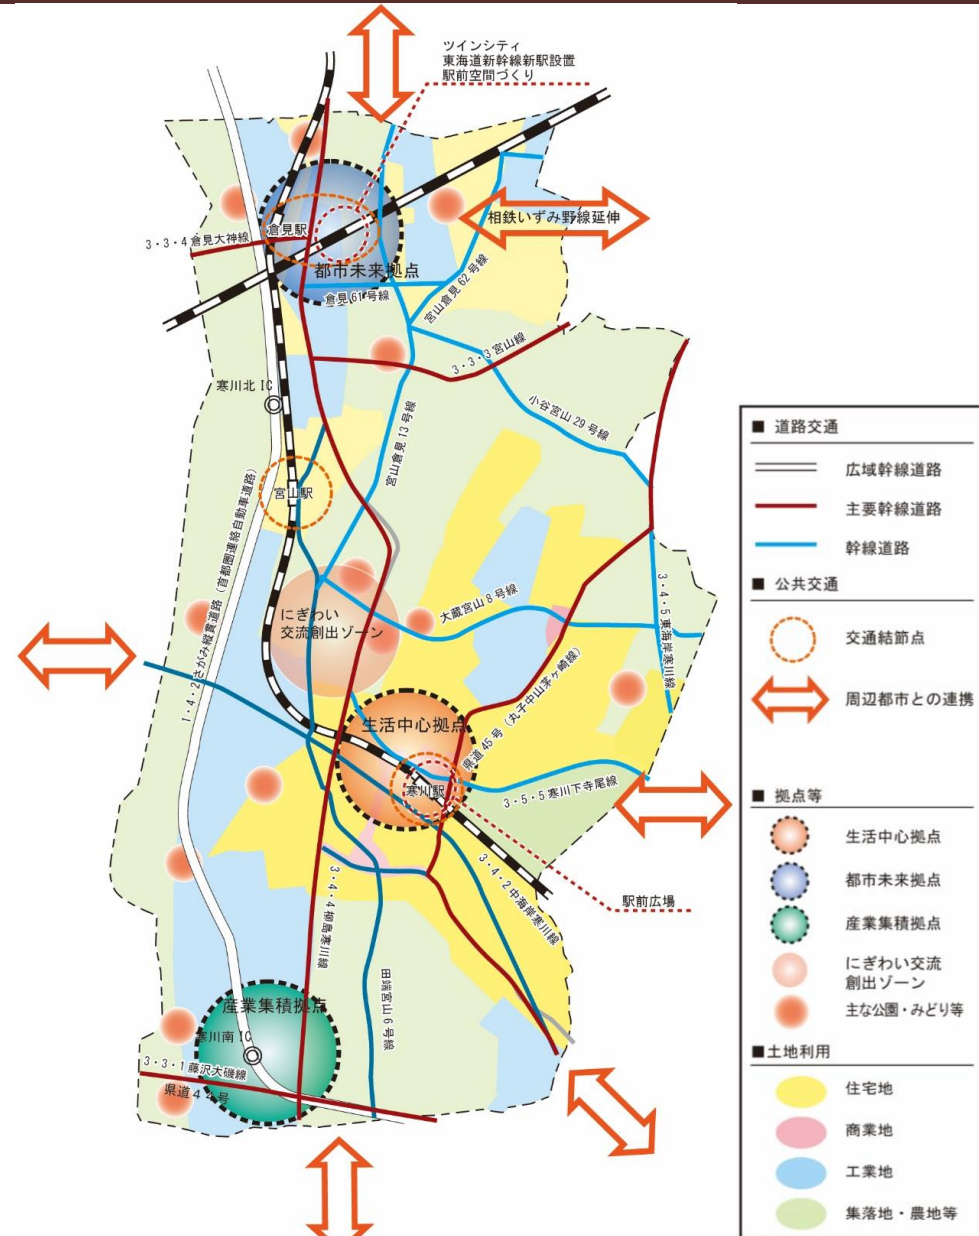 ツインシティ
東海道新幹線新駅設置
駅前空間づくり
相鉄いずみ野線延伸
3・3・4 倉見大神線
倉見駅
都市未来拠点
倉見 61 号線
宮山倉見 62 号線
3・3・3 宮山線
寒川北 IC
小谷宮山 29 号線
宮山倉見 13 号線
宮山駅
1・4・2 さがみ縦貫道路（首都圏連絡自動車道路）
にぎわい
交流創出ゾーン
大蔵宮山 8 号線
3・4・5 東海岸寒川線
県道 45 号（丸子中山茅ヶ崎線）
生活中心拠点
寒川駅
3・5・5 寒川下寺尾線
駅前広場
3・4・2 中海岸寒川線
3・4・4 柳島寒川線
田端宮山 6 号線
産業集積拠点
寒川南 IC
3・3・1 藤沢大磯線
県道44号
■ 道路交通
広域幹線道路
主要幹線道路
幹線道路
■ 公共交通
交通結節点
周辺都市との連携
■ 拠点等
生活中心拠点
都市未来拠点
産業集積拠点
にぎわい交流
創出ゾーン
主な公園・みどり等
■土地利用
住宅地
商業地
工業地
集落地・農地等